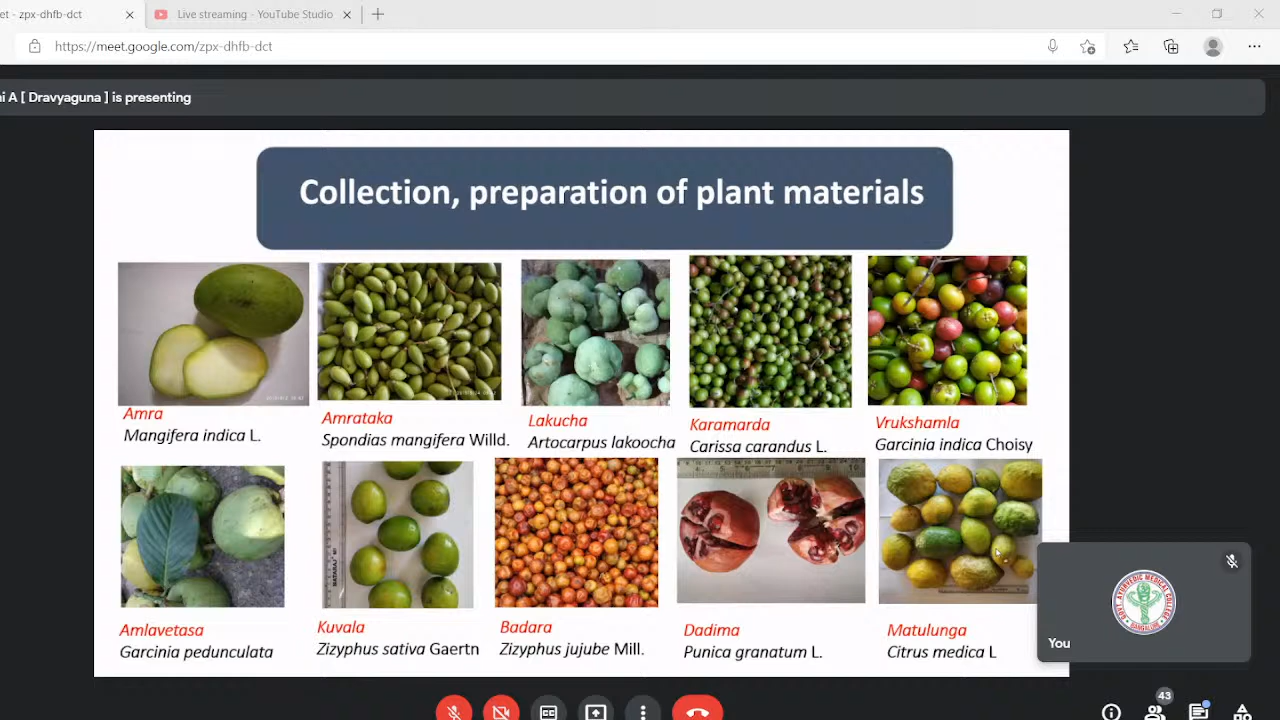 et - zpx-dhfb-dct
Live streaming - YouTube Studio
https://meet.google.com/zpx-dhfb-dct
ai A [ Dravyaguna ] is presenting
Collection, preparation of plant materials
Amra
Mangifera indica L.
Amrataka
Spondias mangifera Willd.
Lakucha
Artocarpus lakoocha
Karamarda
Carissa carandus L.
Vrukshamla
Garcinia indica Choisy
Amlavetasa
Garcinia pedunculata
Kuvala
Zizyphus sativa Gaertn
Badara
Zizyphus jujube Mill.
Dadima
Punica granatum L.
Matulunga
Citrus medica L
You
43